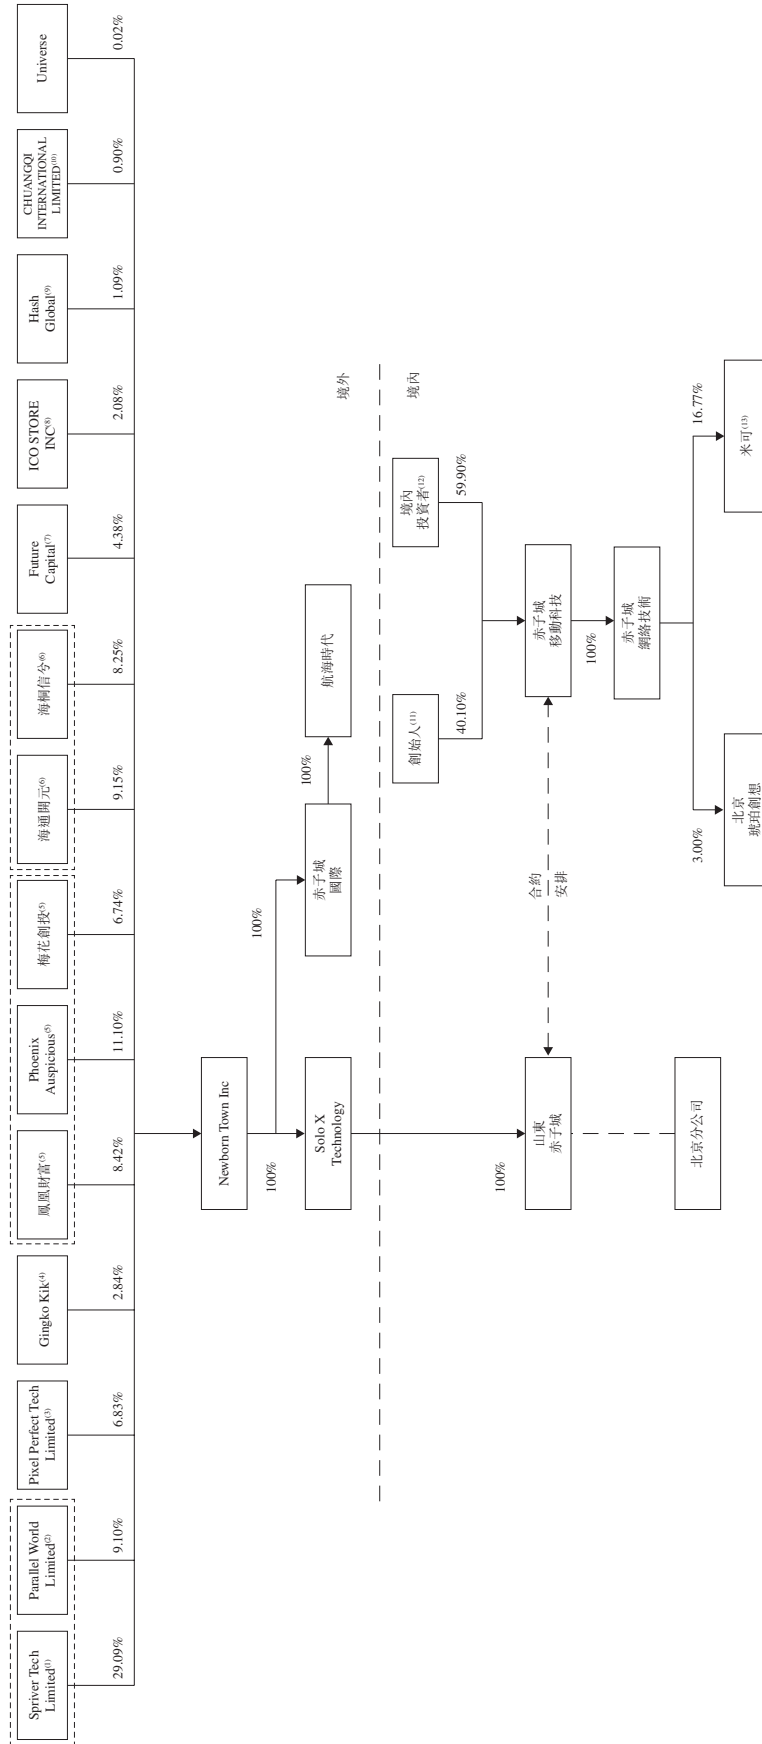 Spriver Tech
Limited(1)
29.09%
Parallel World
Limited(2)
9.10%
Pixel Perfect Tech
Limited(3)
6.83%
Gingko Kik(4)
2.84%
鳳凰財富(5)
8.42%
Phoenix
Auspicious(5)
11.10%
梅花創投(5)
6.74%
海通開元(6)
9.15%
海桐信兮(6)
8.25%
Future
Capital(7)
4.38%
ICO STORE
INC(8)
2.08%
Hash
Global(9)
1.09%
CHUANGQI
INTERNATIONAL
LIMITED(10)
0.90%
Universe
0.02%
Newborn Town Inc
100%
100%
Solo X
Technology
赤子城
國際
100%
航海時代
境外
境內
創始人(11)
40.10%
境內
投資者(12)
59.90%
100%
山東
赤子城
合約
安排
赤子城
移動科技
100%
赤子城
網絡技術
北京分公司
3.00%
北京
琥珀創想
16.77%
米可(13)